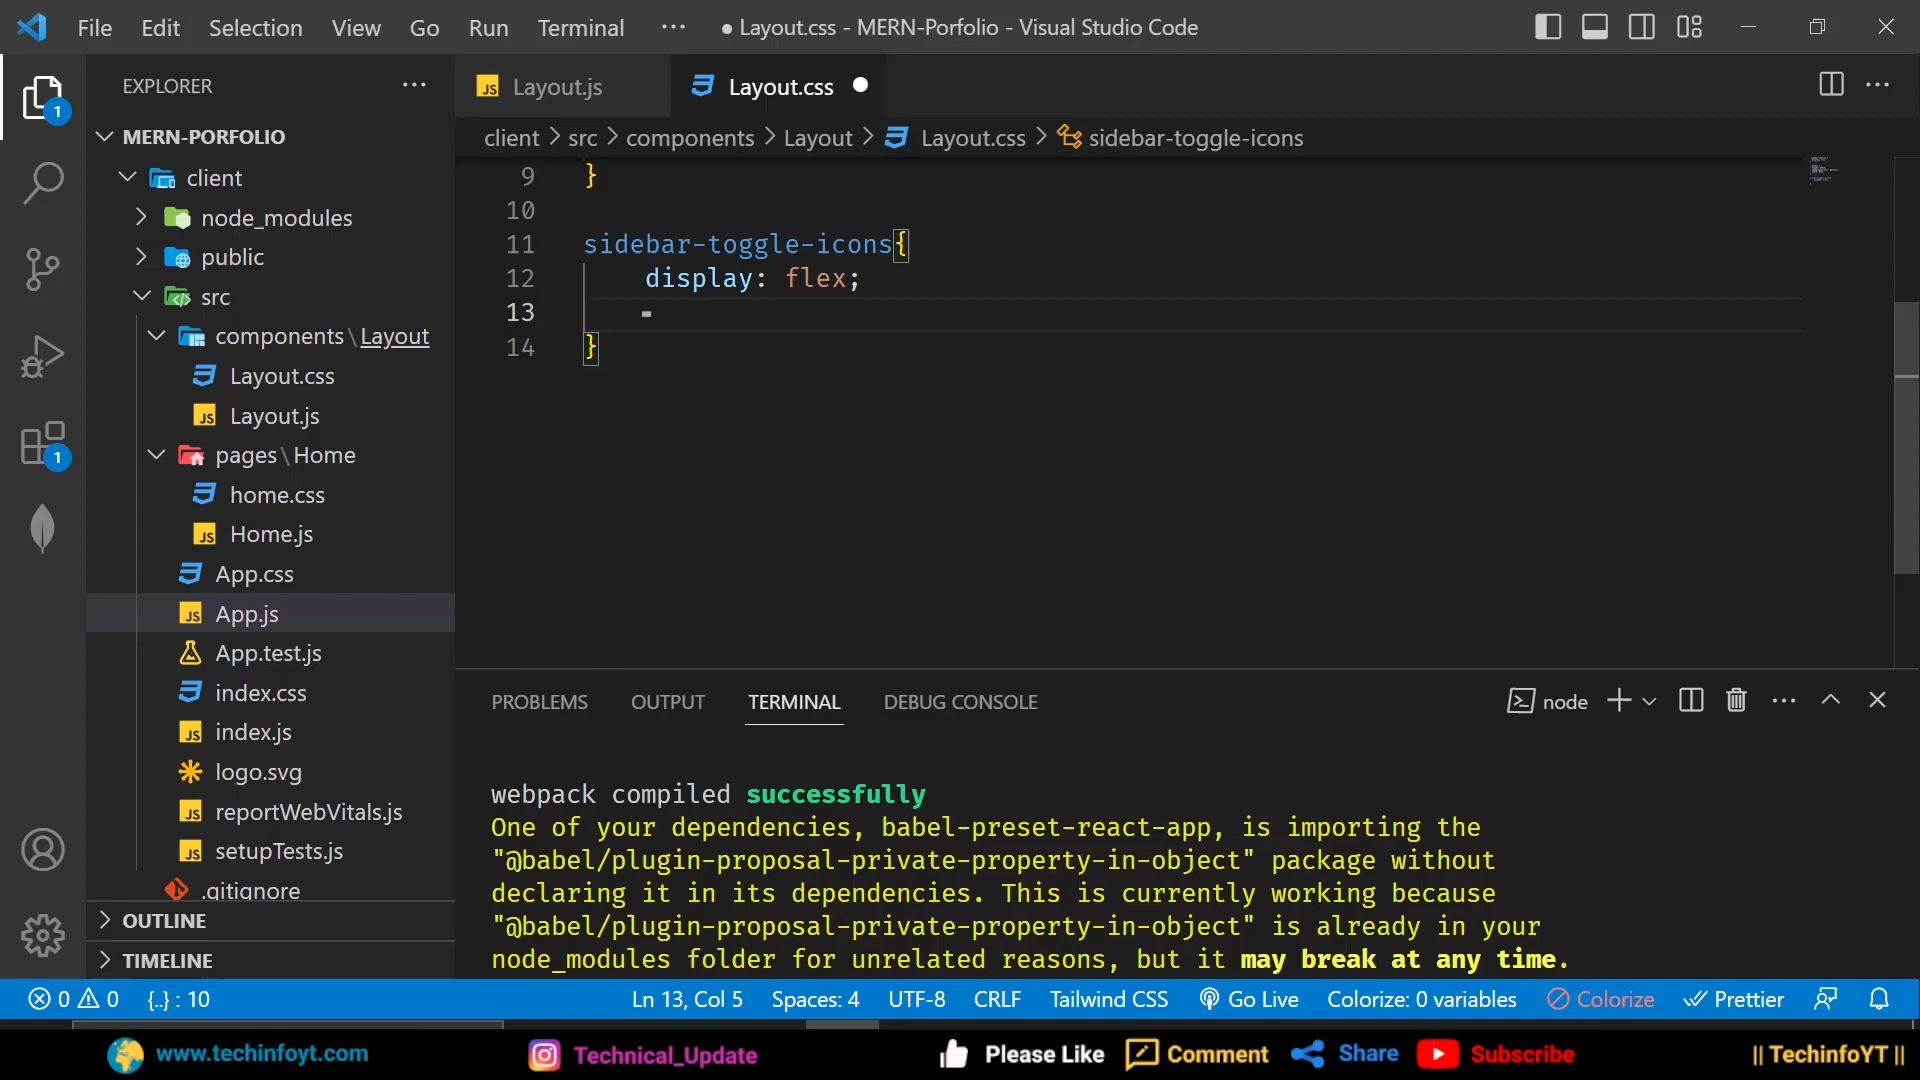 File Edit Selection View Go Run Terminal ··· ● Layout.css - MERN-Porfolio - Visual Studio Code
EXPLORER ···
Layout.js
Layout.css ●
client > src > components > Layout > Layout.css > sidebar-toggle-icons
1
MERN-PORFOLIO
client
node_modules
public
src
components\Layout
Layout.css
Layout.js
pages\Home
home.css
Home.js
App.css
App.js
App.test.js
index.css
index.js
logo.svg
reportWebVitals.js
setupTests.js
.gitignore
OUTLINE
TIMELINE
1
9 }
10
11 sidebar-toggle-icons{
12 display: flex;
13
14 }
PROBLEMS OUTPUT TERMINAL DEBUG CONSOLE
node
webpack compiled successfully
One of your dependencies, babel-preset-react-app, is importing the
"@babel/plugin-proposal-private-property-in-object" package without
declaring it in its dependencies. This is currently working because
"@babel/plugin-proposal-private-property-in-object" is already in your
node_modules folder for unrelated reasons, but it may break at any time.
0 0 {..} : 10 Ln 13, Col 5 Spaces: 4 UTF-8 CRLF Tailwind CSS Go Live Colorize: 0 variables Colorize Prettier
www.techinfoyt.com Technical_Update Please Like Comment Share Subscribe || TechinfoYT ||